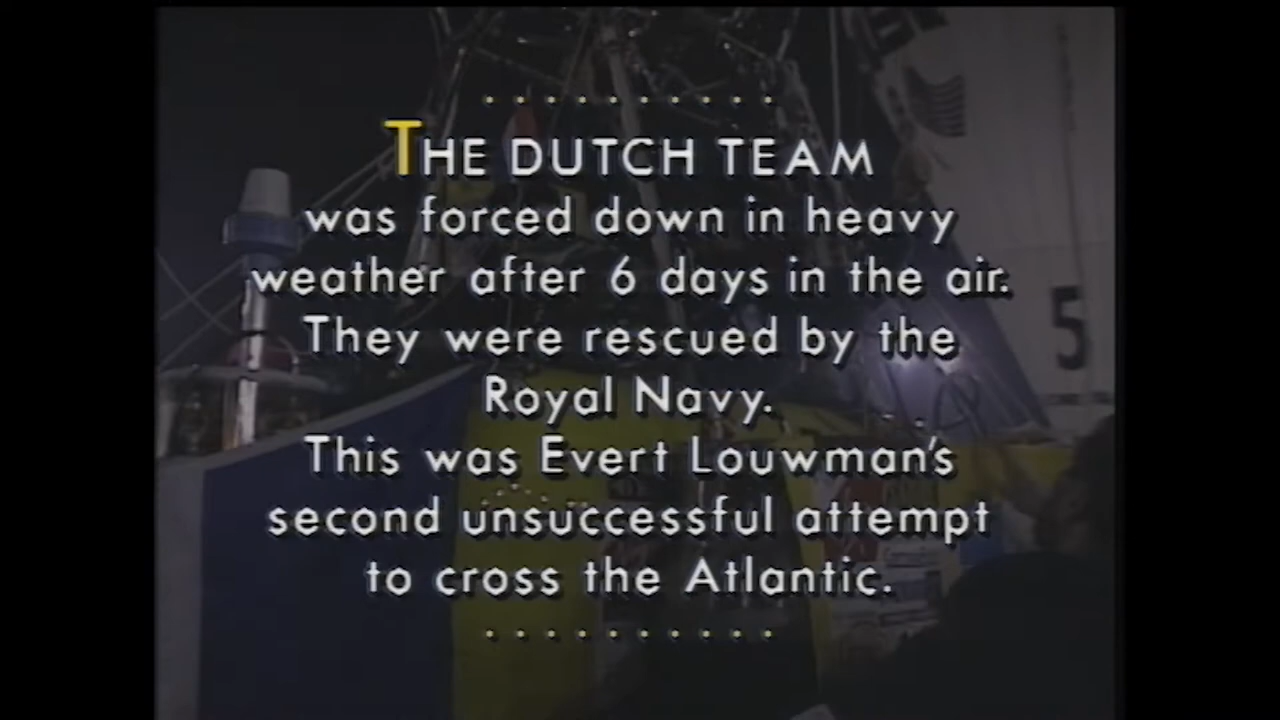 THE DUTCH TEAM
was forced down in heavy
weather after 6 days in the air.
They were rescued by the
Royal Navy.
This was Evert Louwman's
second unsuccessful attempt
to cross the Atlantic.
5